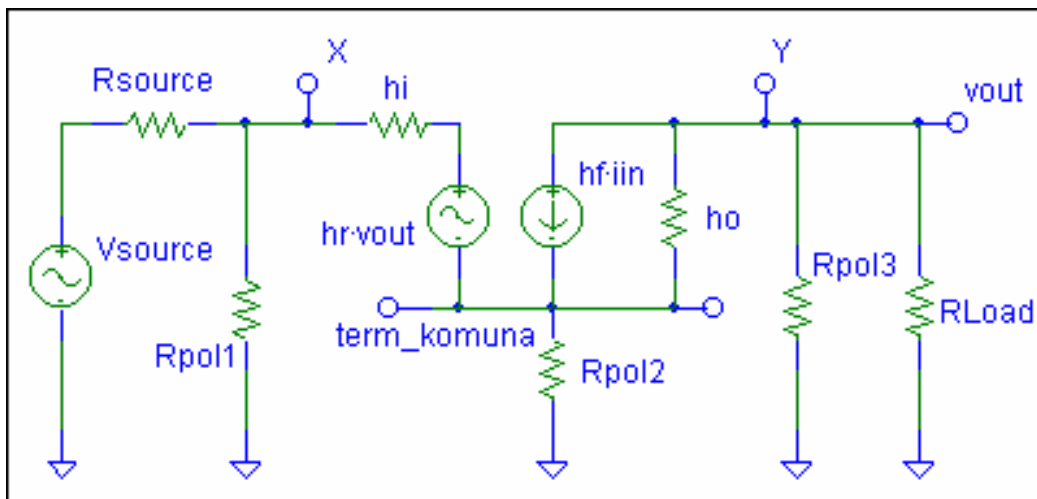 X
Y
Rsource
hi
vout
hf·iin
Vsource
hr·vout
ho
Rpol3
RLoad
Rpol1
term_komuna
Rpol2